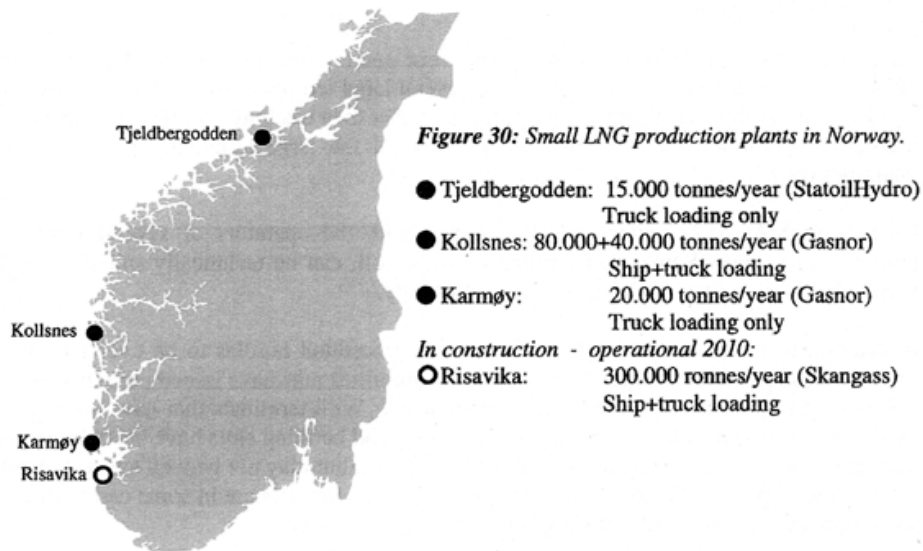 Tjeldbergodden
Kollsnes
Karmøy
Risavika
Figure 30: Small LNG production plants in Norway.
Tjeldbergodden: 15.000 tonnes/year (StatoilHydro)
Truck loading only
Kollsnes: 80.000+40.000 tonnes/year (Gasnor)
Ship+truck loading
Karmøy: 20.000 tonnes/year (Gasnor)
Truck loading only
In construction - operational 2010:
Risavika: 300.000 ronnes/year (Skangass)
Ship+truck loading